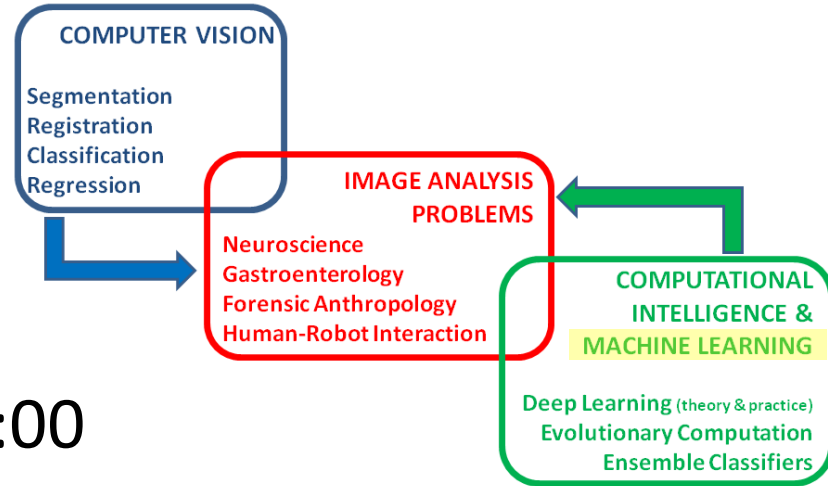 COMPUTER VISION
Segmentation
Registration
Classification
Regression
IMAGE ANALYSIS
PROBLEMS
Neuroscience
Gastroenterology
Forensic Anthropology
Human-Robot Interaction
COMPUTATIONAL
INTELLIGENCE &
MACHINE LEARNING
Deep Learning (theory & practice)
Evolutionary Computation
Ensemble Classifiers
:00